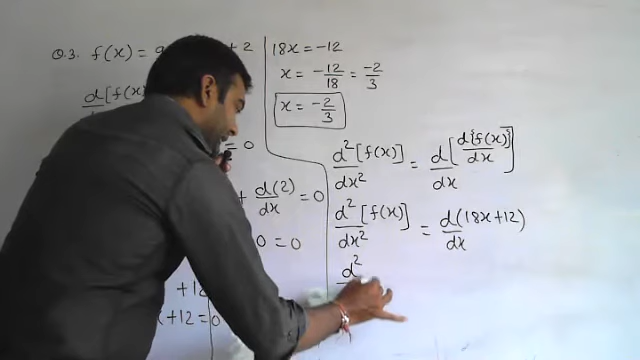 Q.3. f(x) = 9 + 2
d[f(x)
= 0
+ d(2)/dx = 0
0 = 0
+ 12
x + 12 = 0
18x = -12
x = -12/18 = -2/3
x = -2/3
d²/dx² [f(x)] = d/dx [d{f(x)}/dx]
d²/dx² [f(x)] = d/dx (18x+12)
d²